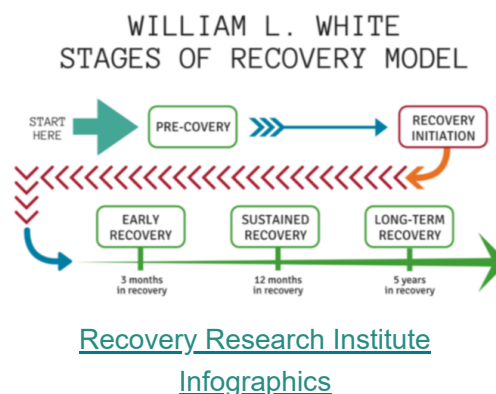 WILLIAM L. WHITE
STAGES OF RECOVERY MODEL
START
HERE
PRE-COVERY
RECOVERY
INITIATION
EARLY
RECOVERY
SUSTAINED
RECOVERY
LONG-TERM
RECOVERY
3 months
in recovery
12 months
in recovery
5 years
in recovery
Recovery Research Institute
Infographics